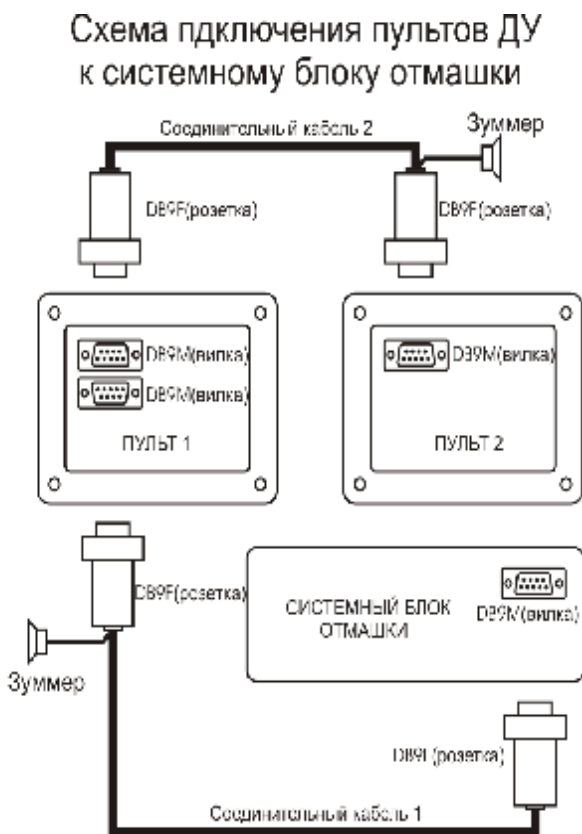 Схема пдключения пультов ДУ
к системному блоку отмашки
Соединительный кабель 2
Зуммер
DB9F(розетка)
DB9F(розетка)
DB9M(вилка)
DB9M(вилка)
DB9M(вилка)
ПУЛЬТ 1
ПУЛЬТ 2
DB9F(розетка)
СИСТЕМНЫЙ БЛОК
ОТМАШКИ
DB9M(вилка)
Зуммер
DB9F(розетка)
Соединительный кабель 1